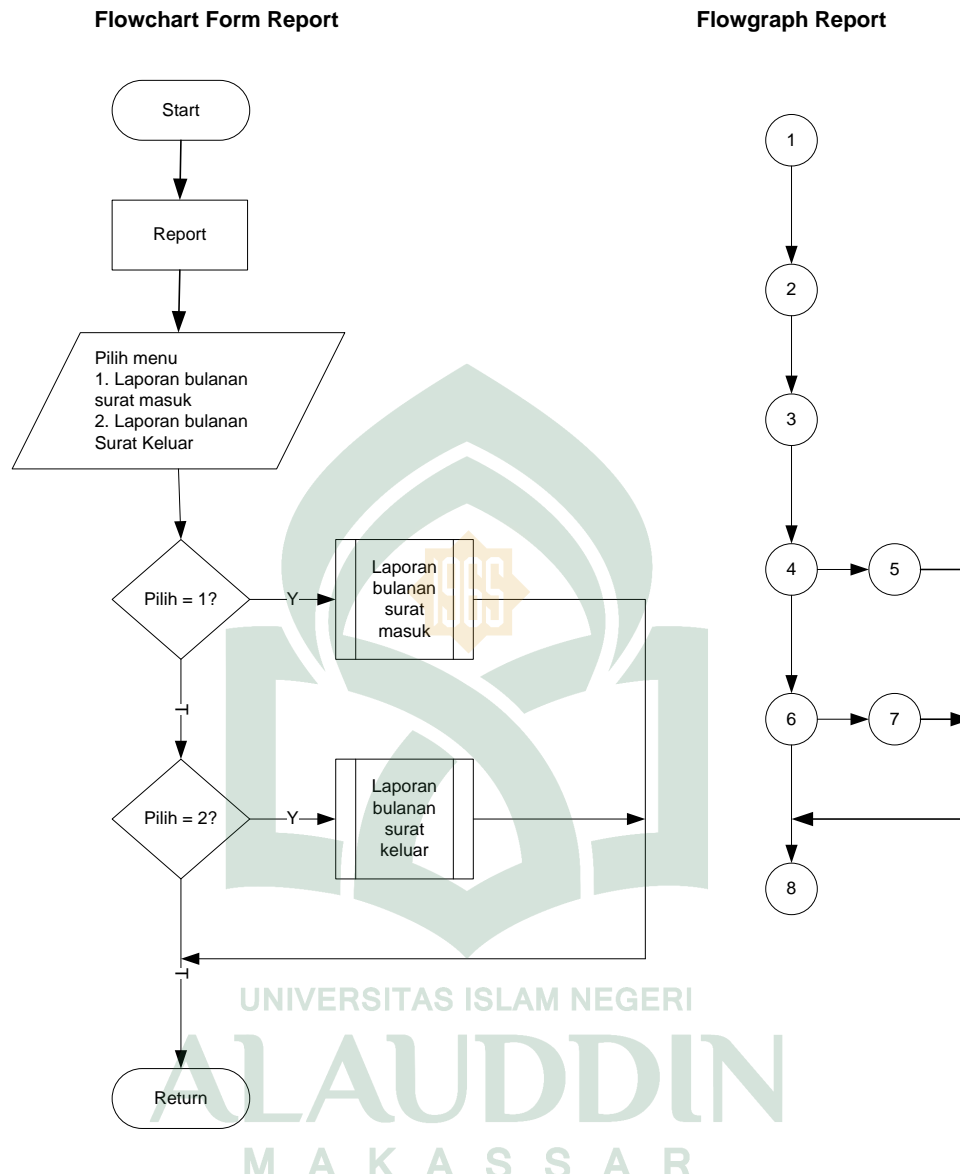 Flowchart Form Report
Flowgraph Report
Start
Report
Pilih menu
1. Laporan bulanan
surat masuk
2. Laporan bulanan
Surat Keluar
Pilih = 1?
Y
Laporan
bulanan
surat
masuk
T
Pilih = 2?
Y
Laporan
bulanan
surat
keluar
T
Return
1
2
3
4
5
6
7
8
1965
UNIVERSITAS ISLAM NEGERI
ALAUDDIN
MAKASSAR